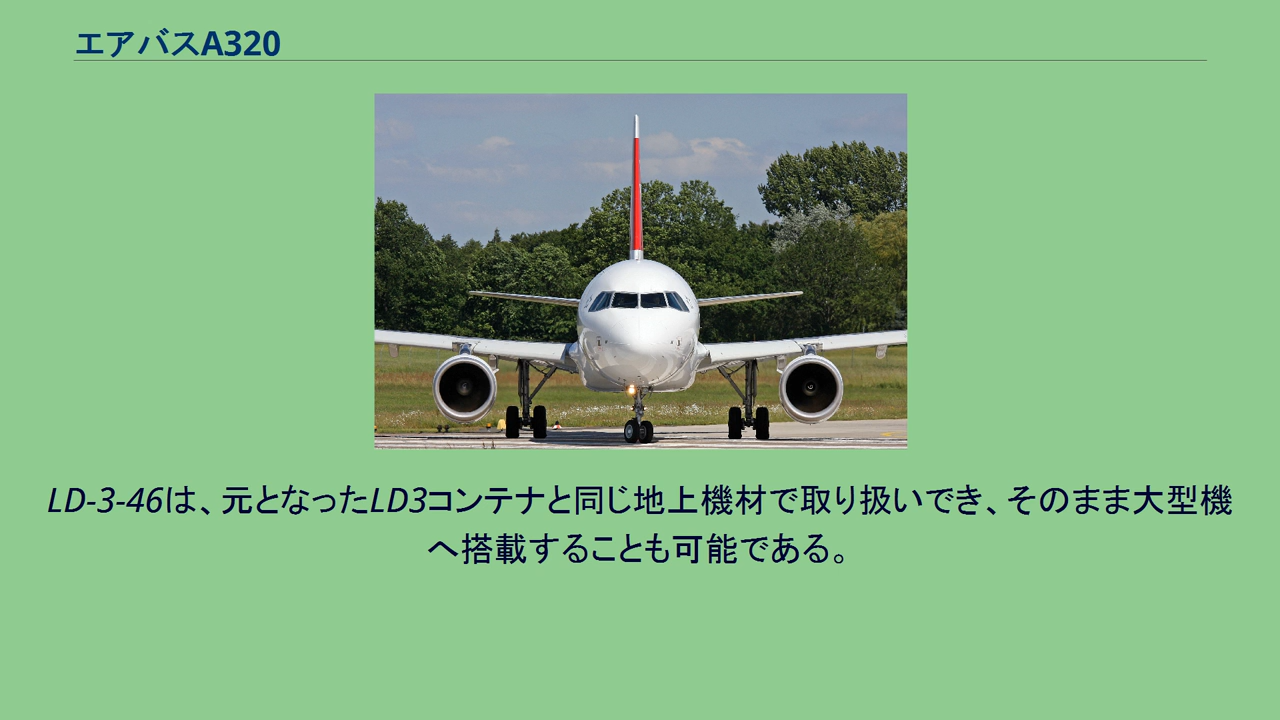 エアバスA320
LD-3-46は、元となったLD3コンテナと同じ地上機材で取り扱いでき、そのまま大型機
へ搭載することも可能である。